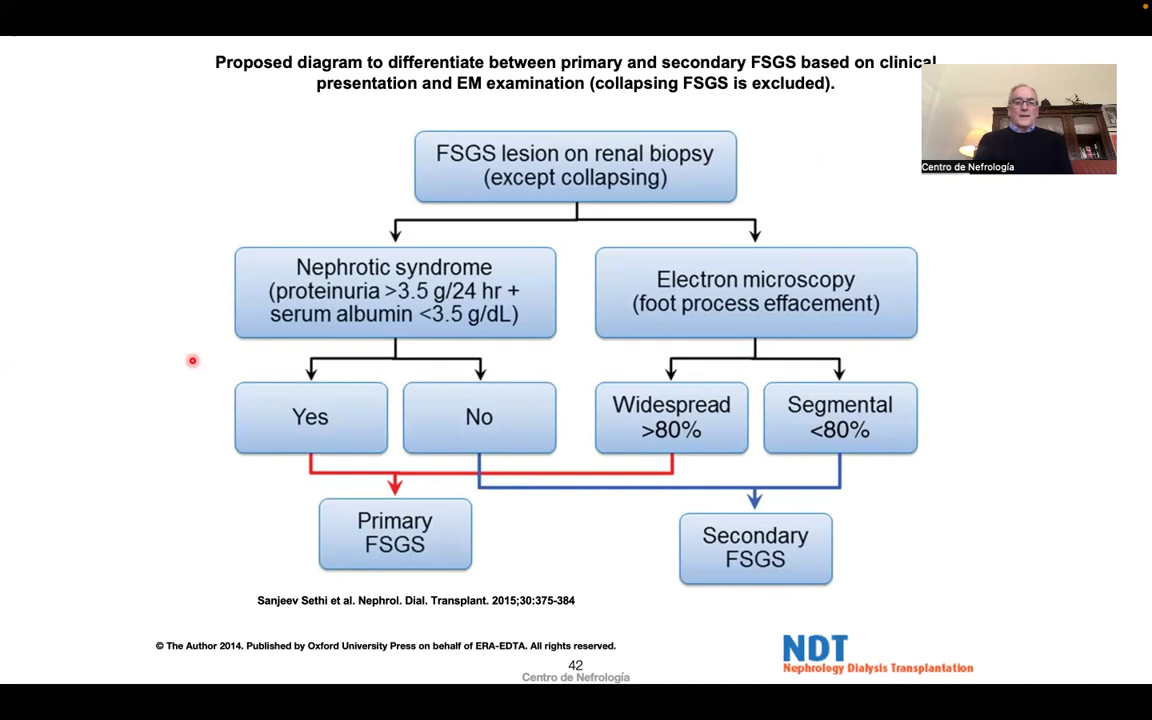 Proposed diagram to differentiate between primary and secondary FSGS based on clinical
presentation and EM examination (collapsing FSGS is excluded).
Centro de Nefrología
FSGS lesion on renal biopsy
(except collapsing)
Nephrotic syndrome
(proteinuria >3.5 g/24 hr +
serum albumin <3.5 g/dL)
Electron microscopy
(foot process effacement)
Yes
No
Widespread
>80%
Segmental
<80%
Primary
FSGS
Secondary
FSGS
Sanjeev Sethi et al. Nephrol. Dial. Transplant. 2015;30:375-384
© The Author 2014. Published by Oxford University Press on behalf of ERA-EDTA. All rights reserved.
NDT
Nephrology Dialysis Transplantation
42
Centro de Nefrología